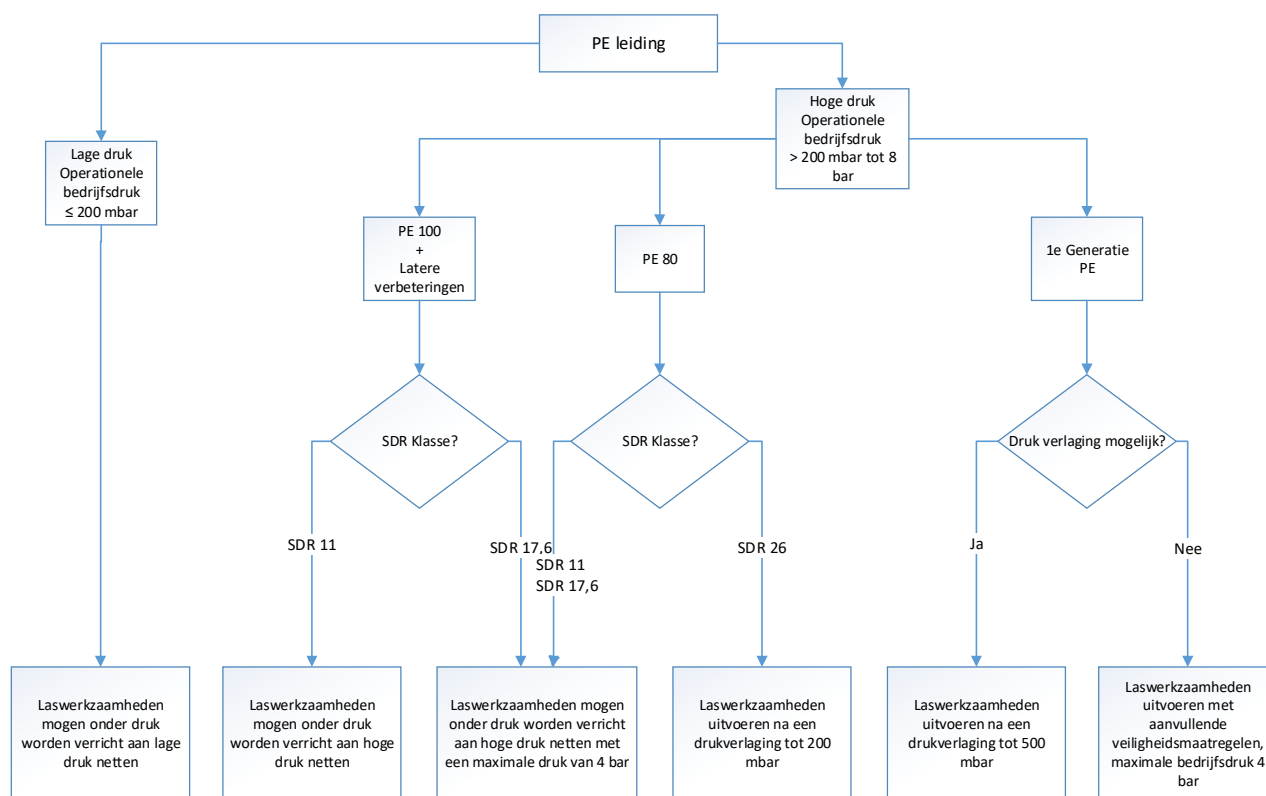 PE leiding
Hoge druk
Operationele
bedrijfsdruk
> 200 mbar tot 8
bar
Lage druk
Operationele
bedrijfsdruk
≤ 200 mbar
PE 100
+
Latere
verbeteringen
PE 80
1e Generatie
PE
SDR Klasse?
SDR Klasse?
Druk verlaging mogelijk?
SDR 11
SDR 17,6
SDR 11
SDR 17,6
SDR 26
Ja
Nee
Laswerkzaamheden
mogen onder druk
worden verricht aan lage
druk netten
Laswerkzaamheden
mogen onder druk
worden verricht aan hoge
druk netten
Laswerkzaamheden mogen
onder druk worden verricht
aan hoge druk netten met
een maximale druk van 4 bar
Laswerkzaamheden
uitvoeren na een
drukverlaging tot 200
mbar
Laswerkzaamheden
uitvoeren na een
drukverlaging tot 500
mbar
Laswerkzaamheden
uitvoeren met
aanvullende
veiligheidsmaatregelen,
maximale bedrijfsdruk 4
bar